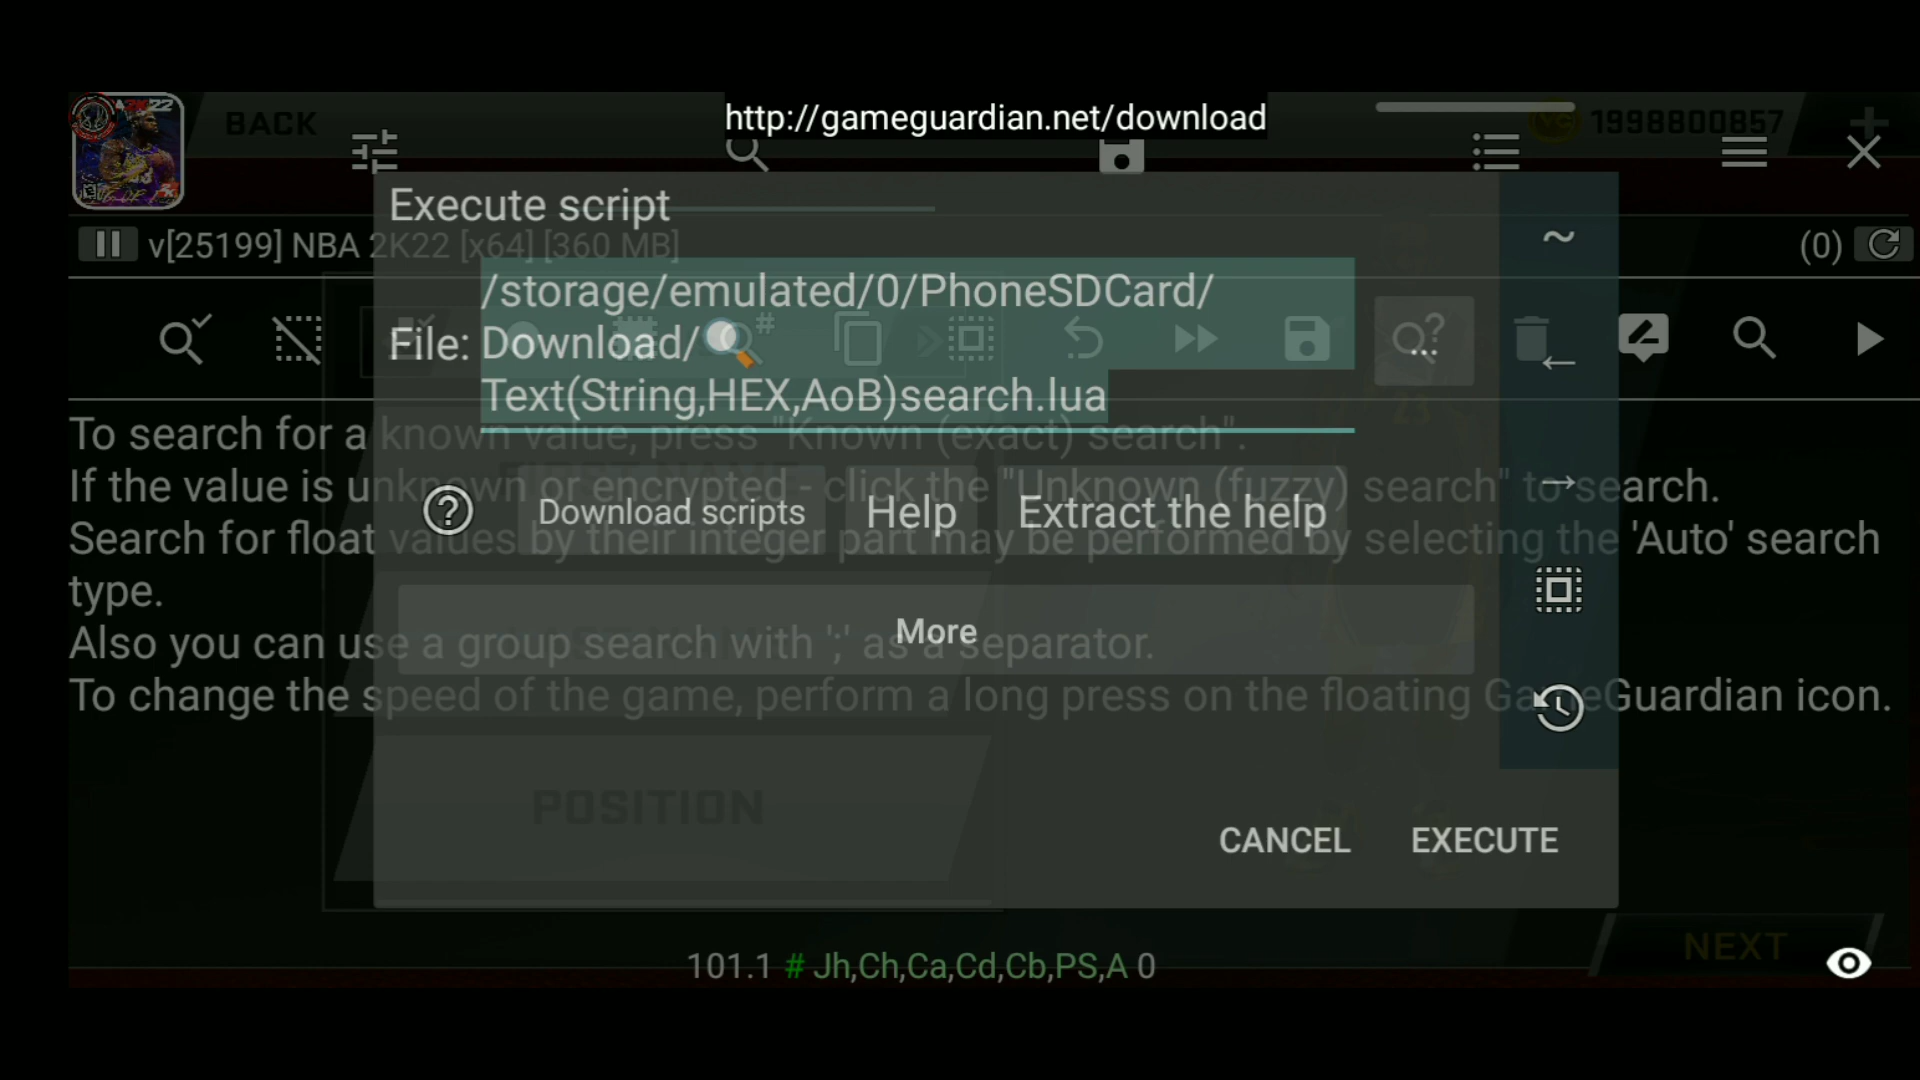 http://gameguardian.net/download
2K22
BACK
1998800857
Execute script
v[25199] NBA 2K22 [x64] [360 MB]
(0)
/storage/emulated/0/PhoneSDCard/
File: Download/🔍
Text(String,HEX,AoB)search.lua
To search for a known value, press "Known (exact) search".
If the value is unknown or encrypted - click the "Unknown (fuzzy) search" to search.
Download scripts
Help
Extract the help
Search for float values by their integer part may be performed by selecting the 'Auto' search
type.
More
Also you can use a group search with ';' as a separator.
To change the speed of the game, perform a long press on the floating GameGuardian icon.
POSITION
CANCEL
EXECUTE
NEXT
101.1 # Jh,Ch,Ca,Cd,Cb,PS,A 0